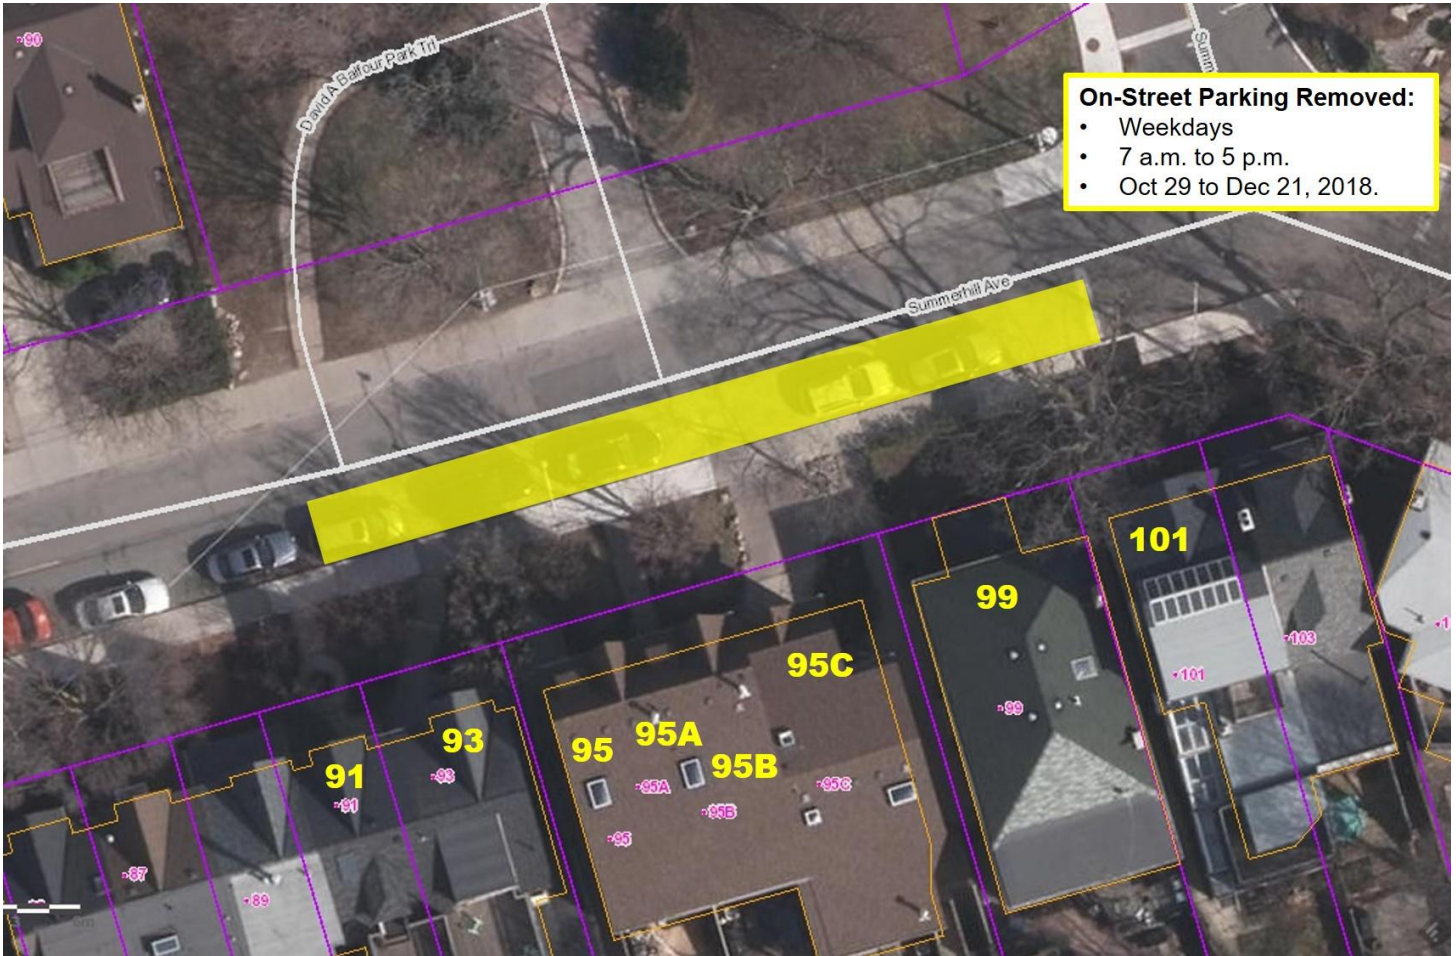 90
David A Balfour Park Trl
Summ
On-Street Parking Removed:
• Weekdays
• 7 a.m. to 5 p.m.
• Oct 29 to Dec 21, 2018.
Summerhill Ave
101
99
95C
95A
95
95B
93
91
103
101
99
93
91
95A
95C
95B
95
87
89